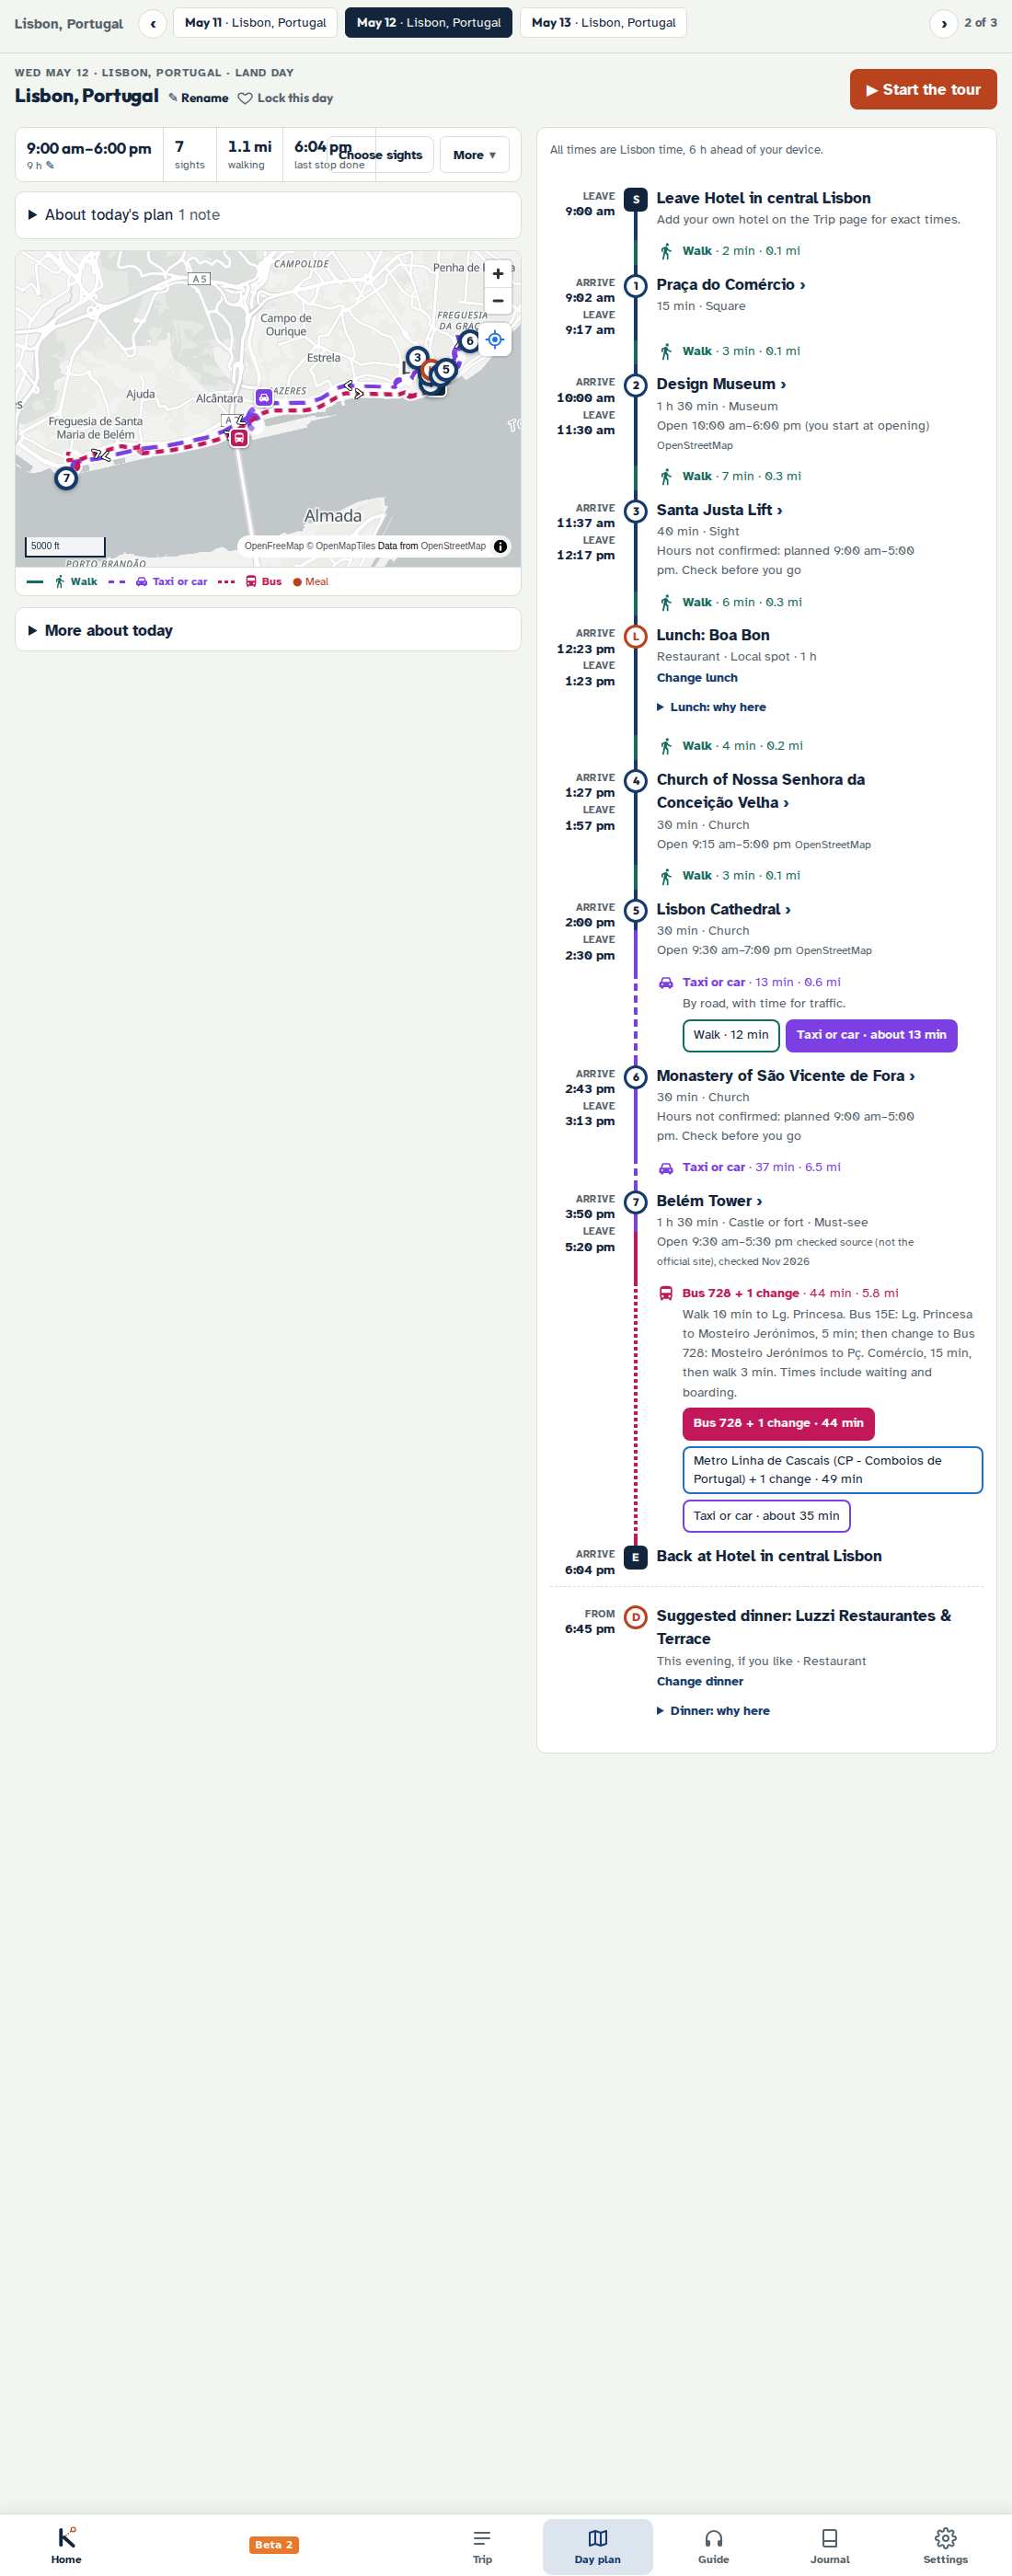 Lisbon, Portugal
‹
May 11 · Lisbon, Portugal
May 12 · Lisbon, Portugal
May 13 · Lisbon, Portugal
›
2 of 3
WED MAY 12 · LISBON, PORTUGAL · LAND DAY
Lisbon, Portugal
✎ Rename
Lock this day
▶ Start the tour
9:00 am–6:00 pm
9 h ✎
7
sights
1.1 mi
walking
6:04 pm
last stop done
Choose sights
More ▾
▶ About today's plan 1 note
CAMPOLIDE
A 5
Penha de
Campo de
Ourique
FREGUESIA
Estrela
Ajuda
Alcântara
Freguesia de Santa
Maria de Belém
Almada
PORTO BRANDÃO
+
−
3
5
6
7
5000 ft
OpenFreeMap © OpenMapTiles Data from OpenStreetMap
Walk
Taxi or car
Bus
Meal
▶ More about today
All times are Lisbon time, 6 h ahead of your device.
LEAVE
9:00 am
S
Leave Hotel in central Lisbon
Add your own hotel on the Trip page for exact times.
Walk · 2 min · 0.1 mi
ARRIVE
9:02 am
LEAVE
9:17 am
1
Praça do Comércio ›
15 min · Square
Walk · 3 min · 0.1 mi
ARRIVE
10:00 am
LEAVE
11:30 am
2
Design Museum ›
1 h 30 min · Museum
Open 10:00 am–6:00 pm (you start at opening)
OpenStreetMap
Walk · 7 min · 0.3 mi
ARRIVE
11:37 am
LEAVE
12:17 pm
3
Santa Justa Lift ›
40 min · Sight
Hours not confirmed: planned 9:00 am–5:00
pm. Check before you go
Walk · 6 min · 0.3 mi
ARRIVE
12:23 pm
LEAVE
1:23 pm
L
Lunch: Boa Bon
Restaurant · Local spot · 1 h
Change lunch
▶ Lunch: why here
Walk · 4 min · 0.2 mi
ARRIVE
1:27 pm
LEAVE
1:57 pm
4
Church of Nossa Senhora da
Conceição Velha ›
30 min · Church
Open 9:15 am–5:00 pm OpenStreetMap
Walk · 3 min · 0.1 mi
ARRIVE
2:00 pm
LEAVE
2:30 pm
5
Lisbon Cathedral ›
30 min · Church
Open 9:30 am–7:00 pm OpenStreetMap
Taxi or car · 13 min · 0.6 mi
By road, with time for traffic.
Walk · 12 min
Taxi or car · about 13 min
ARRIVE
2:43 pm
LEAVE
3:13 pm
6
Monastery of São Vicente de Fora ›
30 min · Church
Hours not confirmed: planned 9:00 am–5:00
pm. Check before you go
Taxi or car · 37 min · 6.5 mi
ARRIVE
3:50 pm
LEAVE
5:20 pm
7
Belém Tower ›
1 h 30 min · Castle or fort · Must-see
Open 9:30 am–5:30 pm checked source (not the
official site), checked Nov 2026
Bus 728 + 1 change · 44 min · 5.8 mi
Walk 10 min to Lg. Princesa. Bus 15E: Lg. Princesa
to Mosteiro Jerónimos, 5 min; then change to Bus
728: Mosteiro Jerónimos to Pç. Comércio, 15 min,
then walk 3 min. Times include waiting and
boarding.
Bus 728 + 1 change · 44 min
Metro Linha de Cascais (CP - Comboios de
Portugal) + 1 change · 49 min
Taxi or car · about 35 min
ARRIVE
6:04 pm
E
Back at Hotel in central Lisbon
FROM
6:45 pm
D
Suggested dinner: Luzzi Restaurantes &
Terrace
This evening, if you like · Restaurant
Change dinner
▶ Dinner: why here
Home
Beta 2
Trip
Day plan
Guide
Journal
Settings